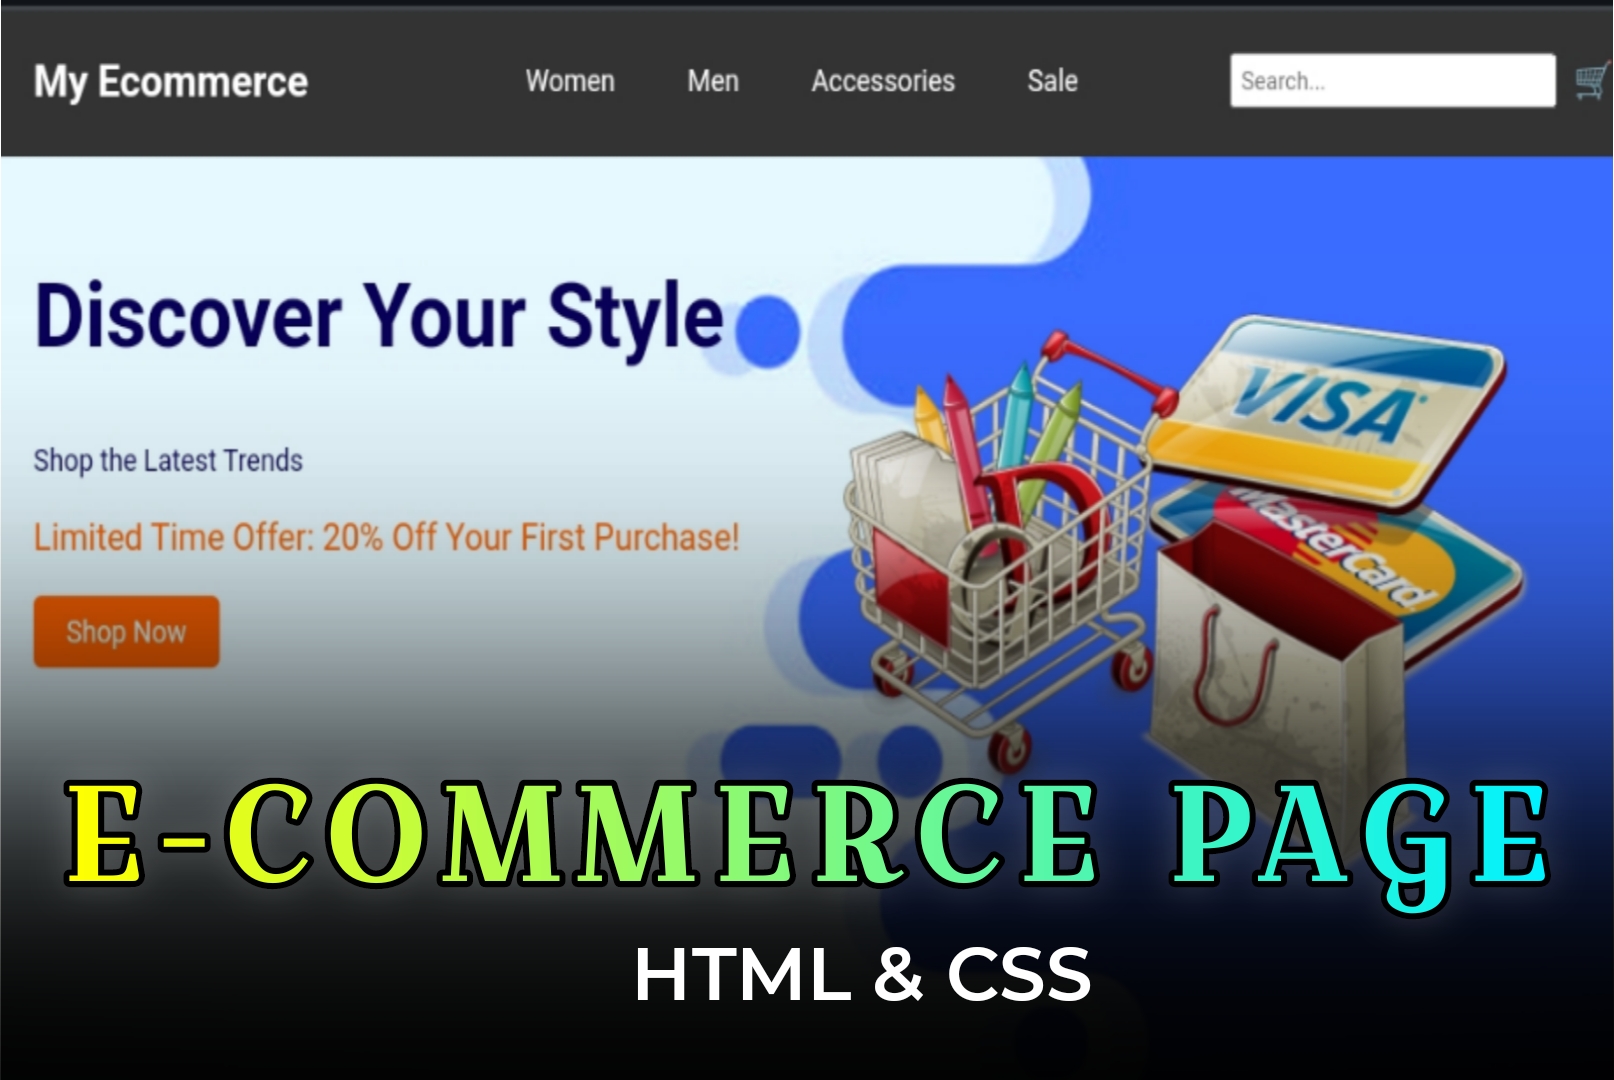 My Ecommerce Women Men Accessories Sale Search...
Discover Your Style
Shop the Latest Trends
Limited Time Offer: 20% Off Your First Purchase!
Shop Now
VISA
MasterCard
E-COMMERCE PAGE
HTML & CSS